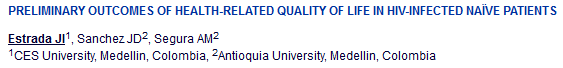 PRELIMINARY OUTCOMES OF HEALTH-RELATED QUALITY OF LIFE IN HIV-INFECTED NAÏVE PATIENTS
Estrada JI¹, Sanchez JD², Segura AM²
¹CES University, Medellin, Colombia, ²Antioquia University, Medellin, Colombia